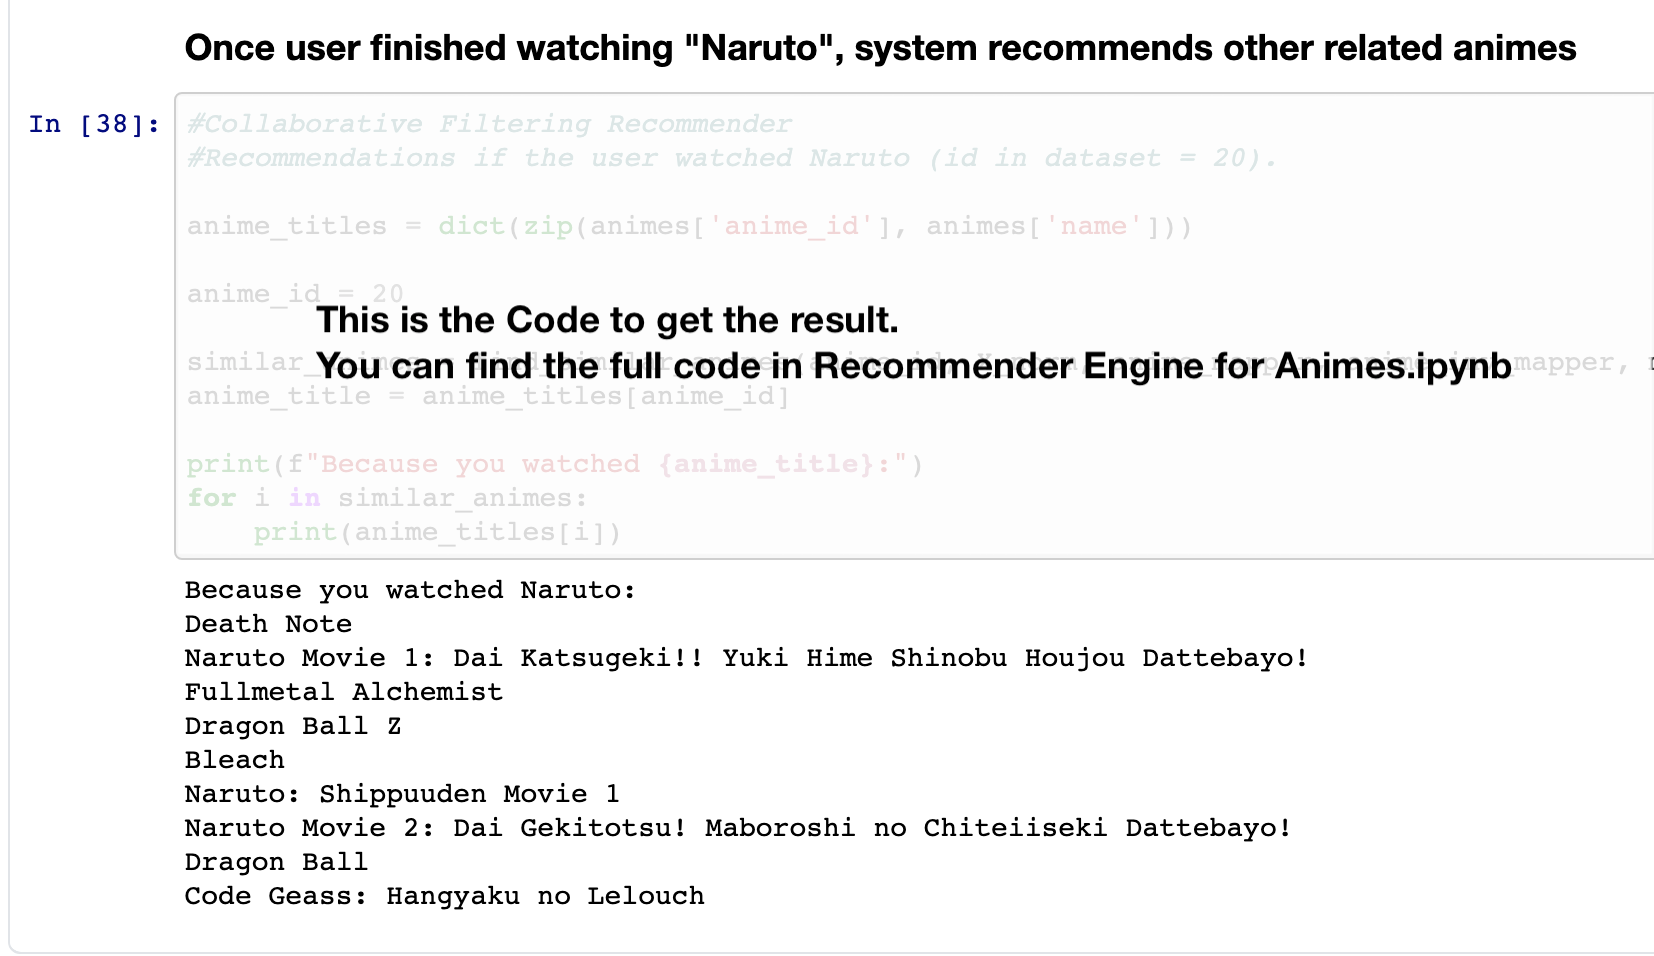 Once user finished watching "Naruto", system recommends other related animes
In [38]:
#Collaborative Filtering Recommender
#Recommendations if the user watched Naruto (id in dataset = 20).
anime_titles = dict(zip(animes['anime_id'], animes['name']))
anime_id = 20
This is the Code to get the result.
You can find the full code in Recommender Engine for Animes.ipynb
anime_title = anime_titles[anime_id]
print(f"Because you watched {anime_title}:")
for i in similar_animes:
print(anime_titles[i])
Because you watched Naruto:
Death Note
Naruto Movie 1: Dai Katsugeki!! Yuki Hime Shinobu Houjou Dattebayo!
Fullmetal Alchemist
Dragon Ball Z
Bleach
Naruto: Shippuuden Movie 1
Naruto Movie 2: Dai Gekitotsu! Maboroshi no Chiteiiseki Dattebayo!
Dragon Ball
Code Geass: Hangyaku no Lelouch